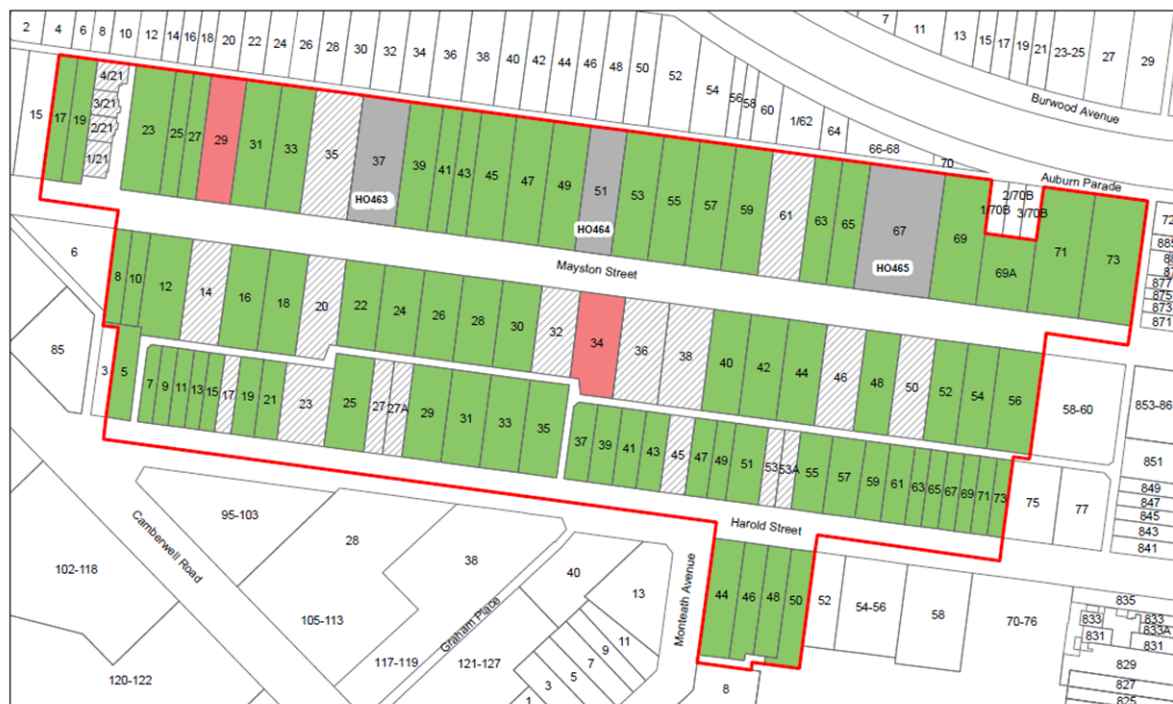 2 4 6 8 10 12 14 16 18 20 22 24 26 28 30 32 34 36 38 40 42 44 46 48 50 52 54 56 58 60 1/62 64 66-68 70
7 11 13 15 17 19 21 23-25 27 29
Burwood Avenue
Auburn Parade
15 17 19 4/21 3/21 2/21 1/21 23 25 27 29 31 33 35 37 39 41 43 45 47 49 51 53 55 57 59 61 63 65 67 69 69A 1/70B 2/70B 3/70B 71 73
HO463
HO464
HO465
Mayston Street
6 8 10 12 14 16 18 20 22 24 26 28 30 32 34 36 38 40 42 44 46 48 50 52 54 56 58-60
877
875
873
871
85 3 5 7 9 11 13 15 17 19 21 23 25 27 27A 29 31 33 35 37 39 41 43 45 47 49 51 53 53A 55 57 59 61 63 65 67 69 71 73 75 77
851
849
847
845
843
841
Harold Street
Camberwell Road
Graham Place
Monteath Avenue
95-103 28 38 40 13
102-118 105-113 117-119 121-127 120-122
1 3 5 7 9 11
44 46 48 50 52 54-56 58 70-76
8
835
833 833
833A
831 831
829
827
825